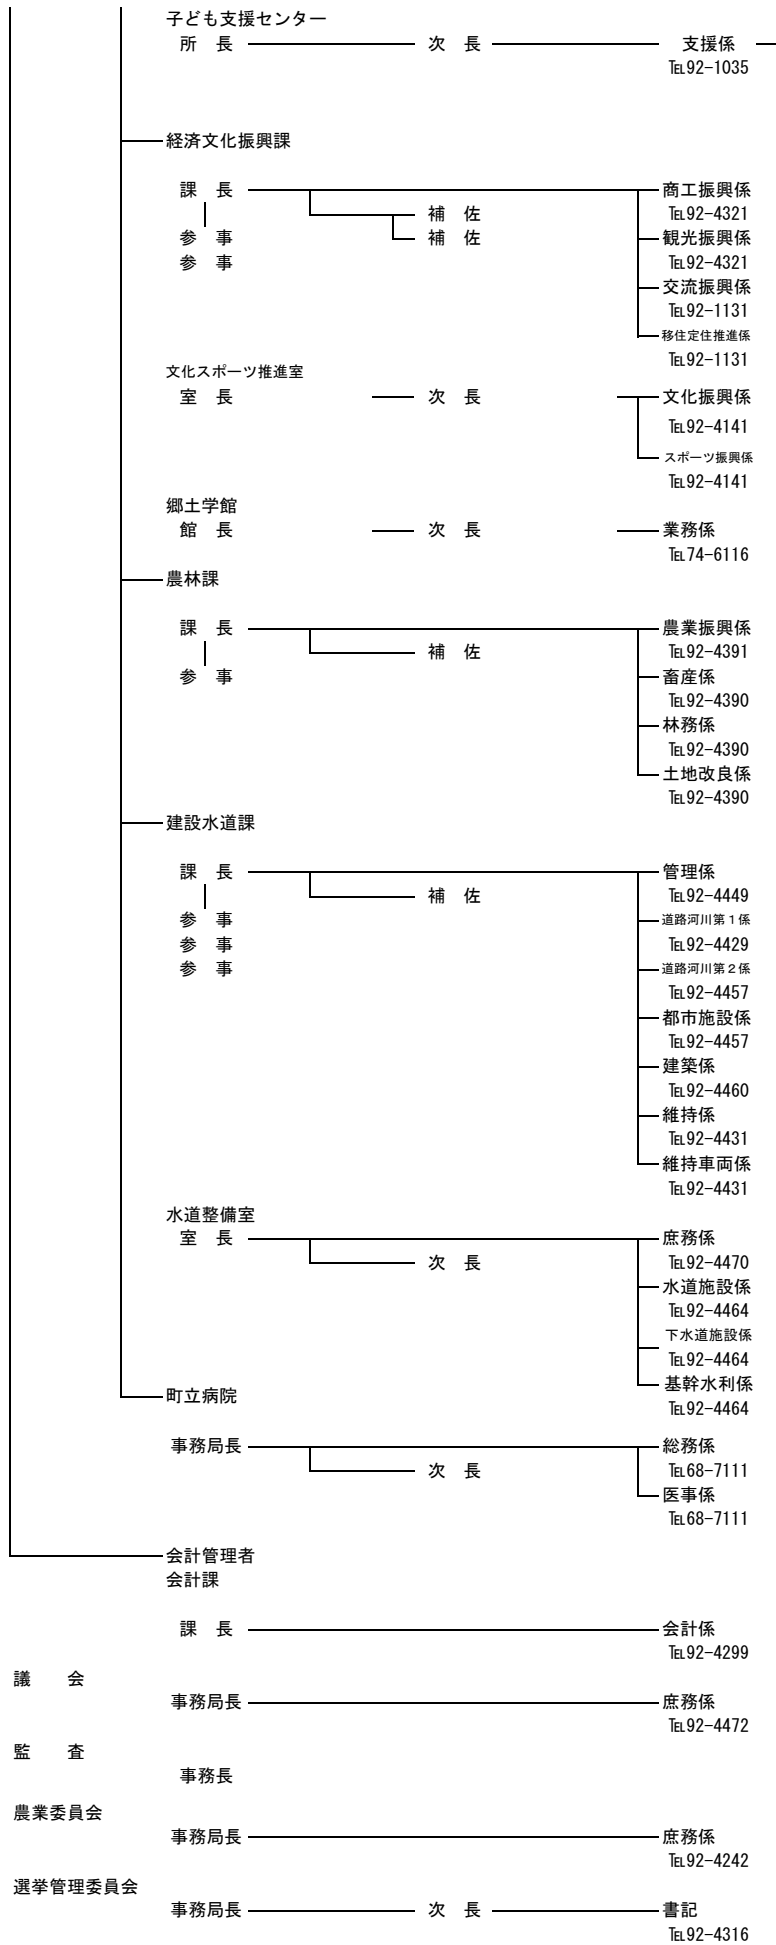 子ども支援センター
所　長　次　長　支援係
℡92-1035
経済文化振興課
課　長　商工振興係
補　佐　℡92-4321
参　事　補　佐　観光振興係
参　事　℡92-4321
交流振興係
℡92-1131
移住定住推進係
℡92-1131
文化スポーツ推進室
室　長　次　長　文化振興係
℡92-4141
スポーツ振興係
℡92-4141
郷土学館
館　長　次　長　業務係
℡74-6116
農林課
課　長　農業振興係
補　佐　℡92-4391
参　事　畜産係
℡92-4390
林務係
℡92-4390
土地改良係
℡92-4390
建設水道課
課　長　管理係
補　佐　℡92-4449
参　事　道路河川第１係
参　事　℡92-4429
参　事　道路河川第２係
℡92-4457
都市施設係
℡92-4457
建築係
℡92-4460
維持係
℡92-4431
維持車両係
℡92-4431
水道整備室
室　長　庶務係
次　長　℡92-4470
水道施設係
℡92-4464
下水道施設係
℡92-4464
基幹水利係
町立病院
℡92-4464
事務局長　総務係
次　長　℡68-7111
医事係
℡68-7111
会計管理者
会計課
課　長　会計係
℡92-4299
議　　会
事務局長　庶務係
℡92-4472
監　　査
事務長
農業委員会
事務局長　庶務係
℡92-4242
選挙管理委員会
事務局長　次　長　書記
℡92-4316